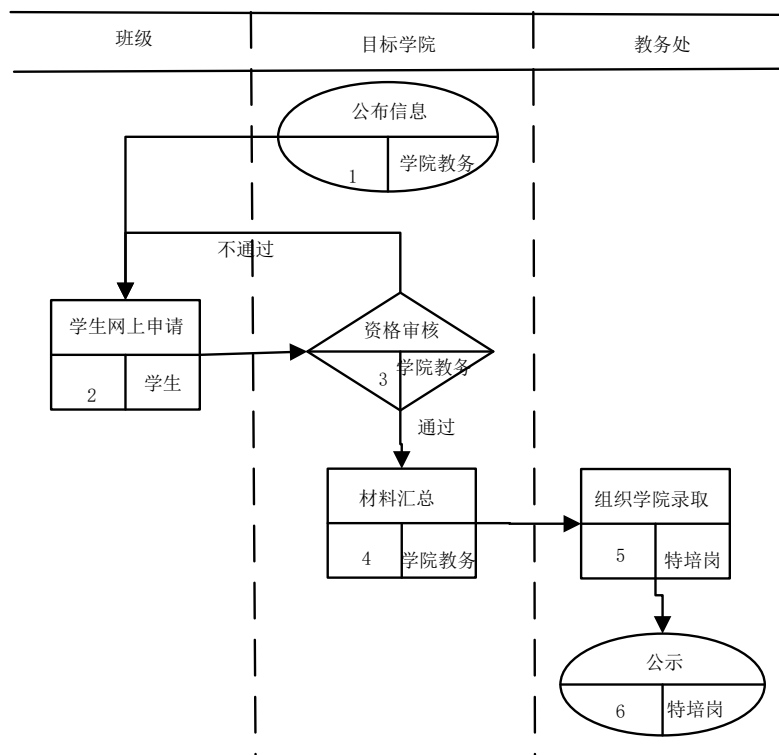 班级
目标学院
教务处
公布信息
1
学院教务
不通过
学生网上申请
2
学生
资格审核
3
学院教务
通过
材料汇总
4
学院教务
组织学院录取
5
特培岗
公示
6
特培岗